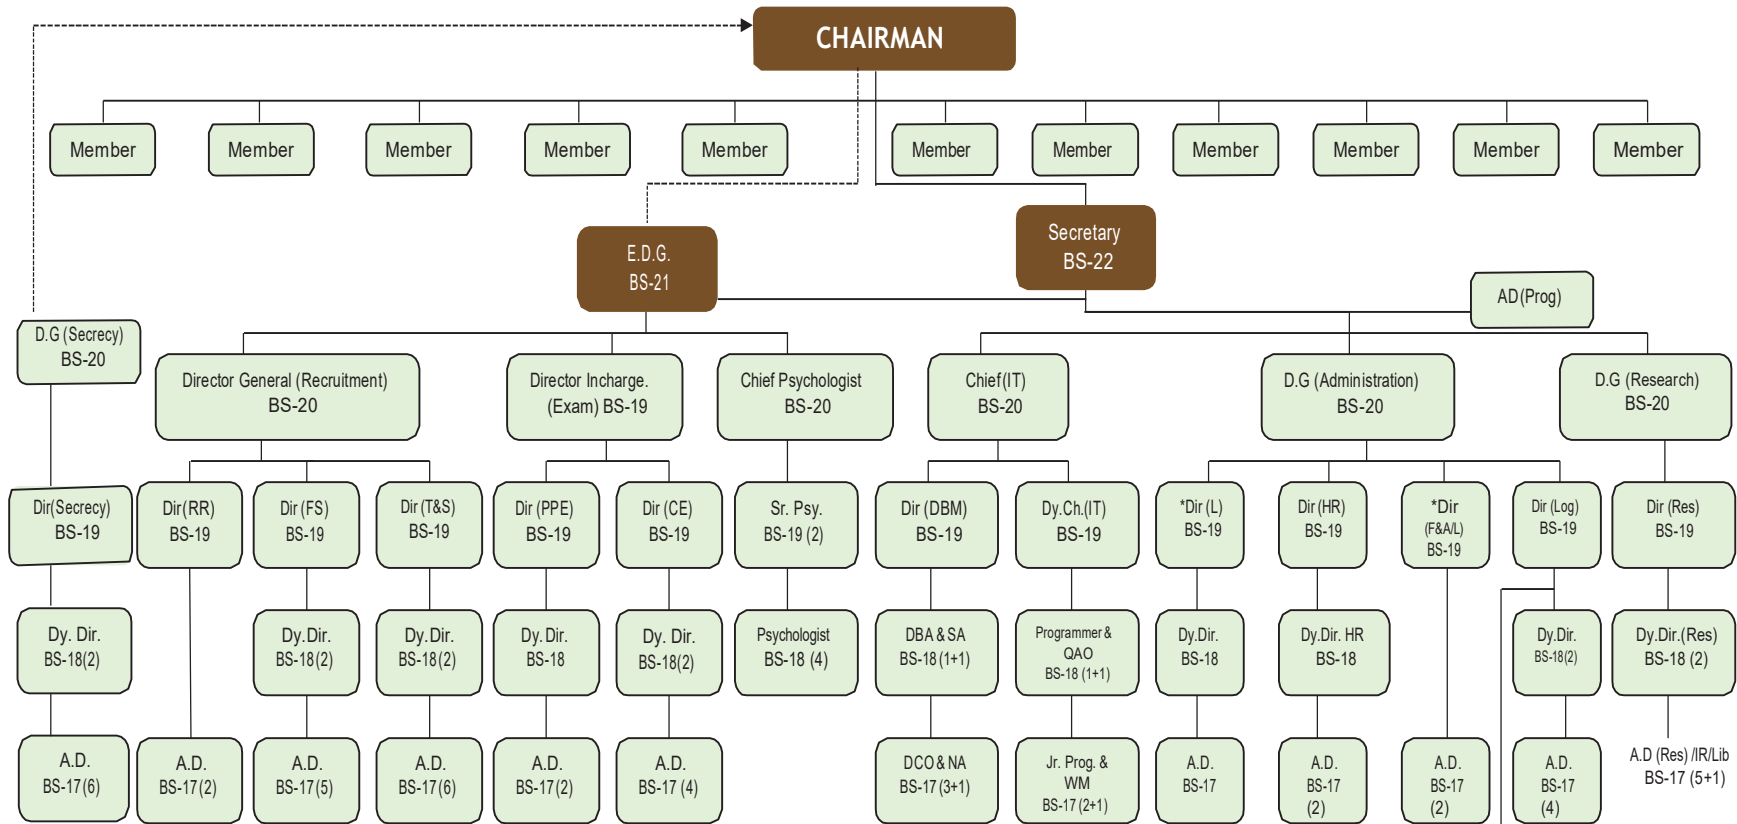 CHAIRMAN
Member
Member
Member
Member
Member
Member
Member
Member
Member
Member
Member
E.D.G.
BS-21
Secretary
BS-22
AD(Prog)
D.G (Secrecy)
BS-20
Director General (Recruitment)
BS-20
Director Incharge.
(Exam) BS-19
Chief Psychologist
BS-20
Chief(IT)
BS-20
D.G (Administration)
BS-20
D.G (Research)
BS-20
Dir(Secrecy)
BS-19
Dir(RR)
BS-19
Dir (FS)
BS-19
Dir (T&S)
BS-19
Dir (PPE)
BS-19
Dir (CE)
BS-19
Sr. Psy.
BS-19 (2)
Dir (DBM)
BS-19
Dy.Ch.(IT)
BS-19
*Dir (L)
BS-19
Dir (HR)
BS-19
*Dir
(F&A/L)
BS-19
Dir (Log)
BS-19
Dir (Res)
BS-19
Dy. Dir.
BS-18(2)
Dy.Dir.
BS-18(2)
Dy.Dir.
BS-18(2)
Dy.Dir.
BS-18
Dy. Dir.
BS-18(2)
Psychologist
BS-18 (4)
DBA & SA
BS-18 (1+1)
Programmer &
QAO
BS-18 (1+1)
Dy.Dir.
BS-18
Dy.Dir. HR
BS-18
Dy.Dir.
BS-18(2)
Dy.Dir.(Res)
BS-18 (2)
A.D.
BS-17(6)
A.D.
BS-17(2)
A.D.
BS-17(5)
A.D.
BS-17(6)
A.D.
BS-17(2)
A.D.
BS-17 (4)
DCO & NA
BS-17 (3+1)
Jr. Prog. &
WM
BS-17 (2+1)
A.D.
BS-17
A.D.
BS-17
(2)
A.D.
BS-17
(2)
A.D.
BS-17
(4)
A.D (Res) /IR/Lib
BS-17 (5+1)